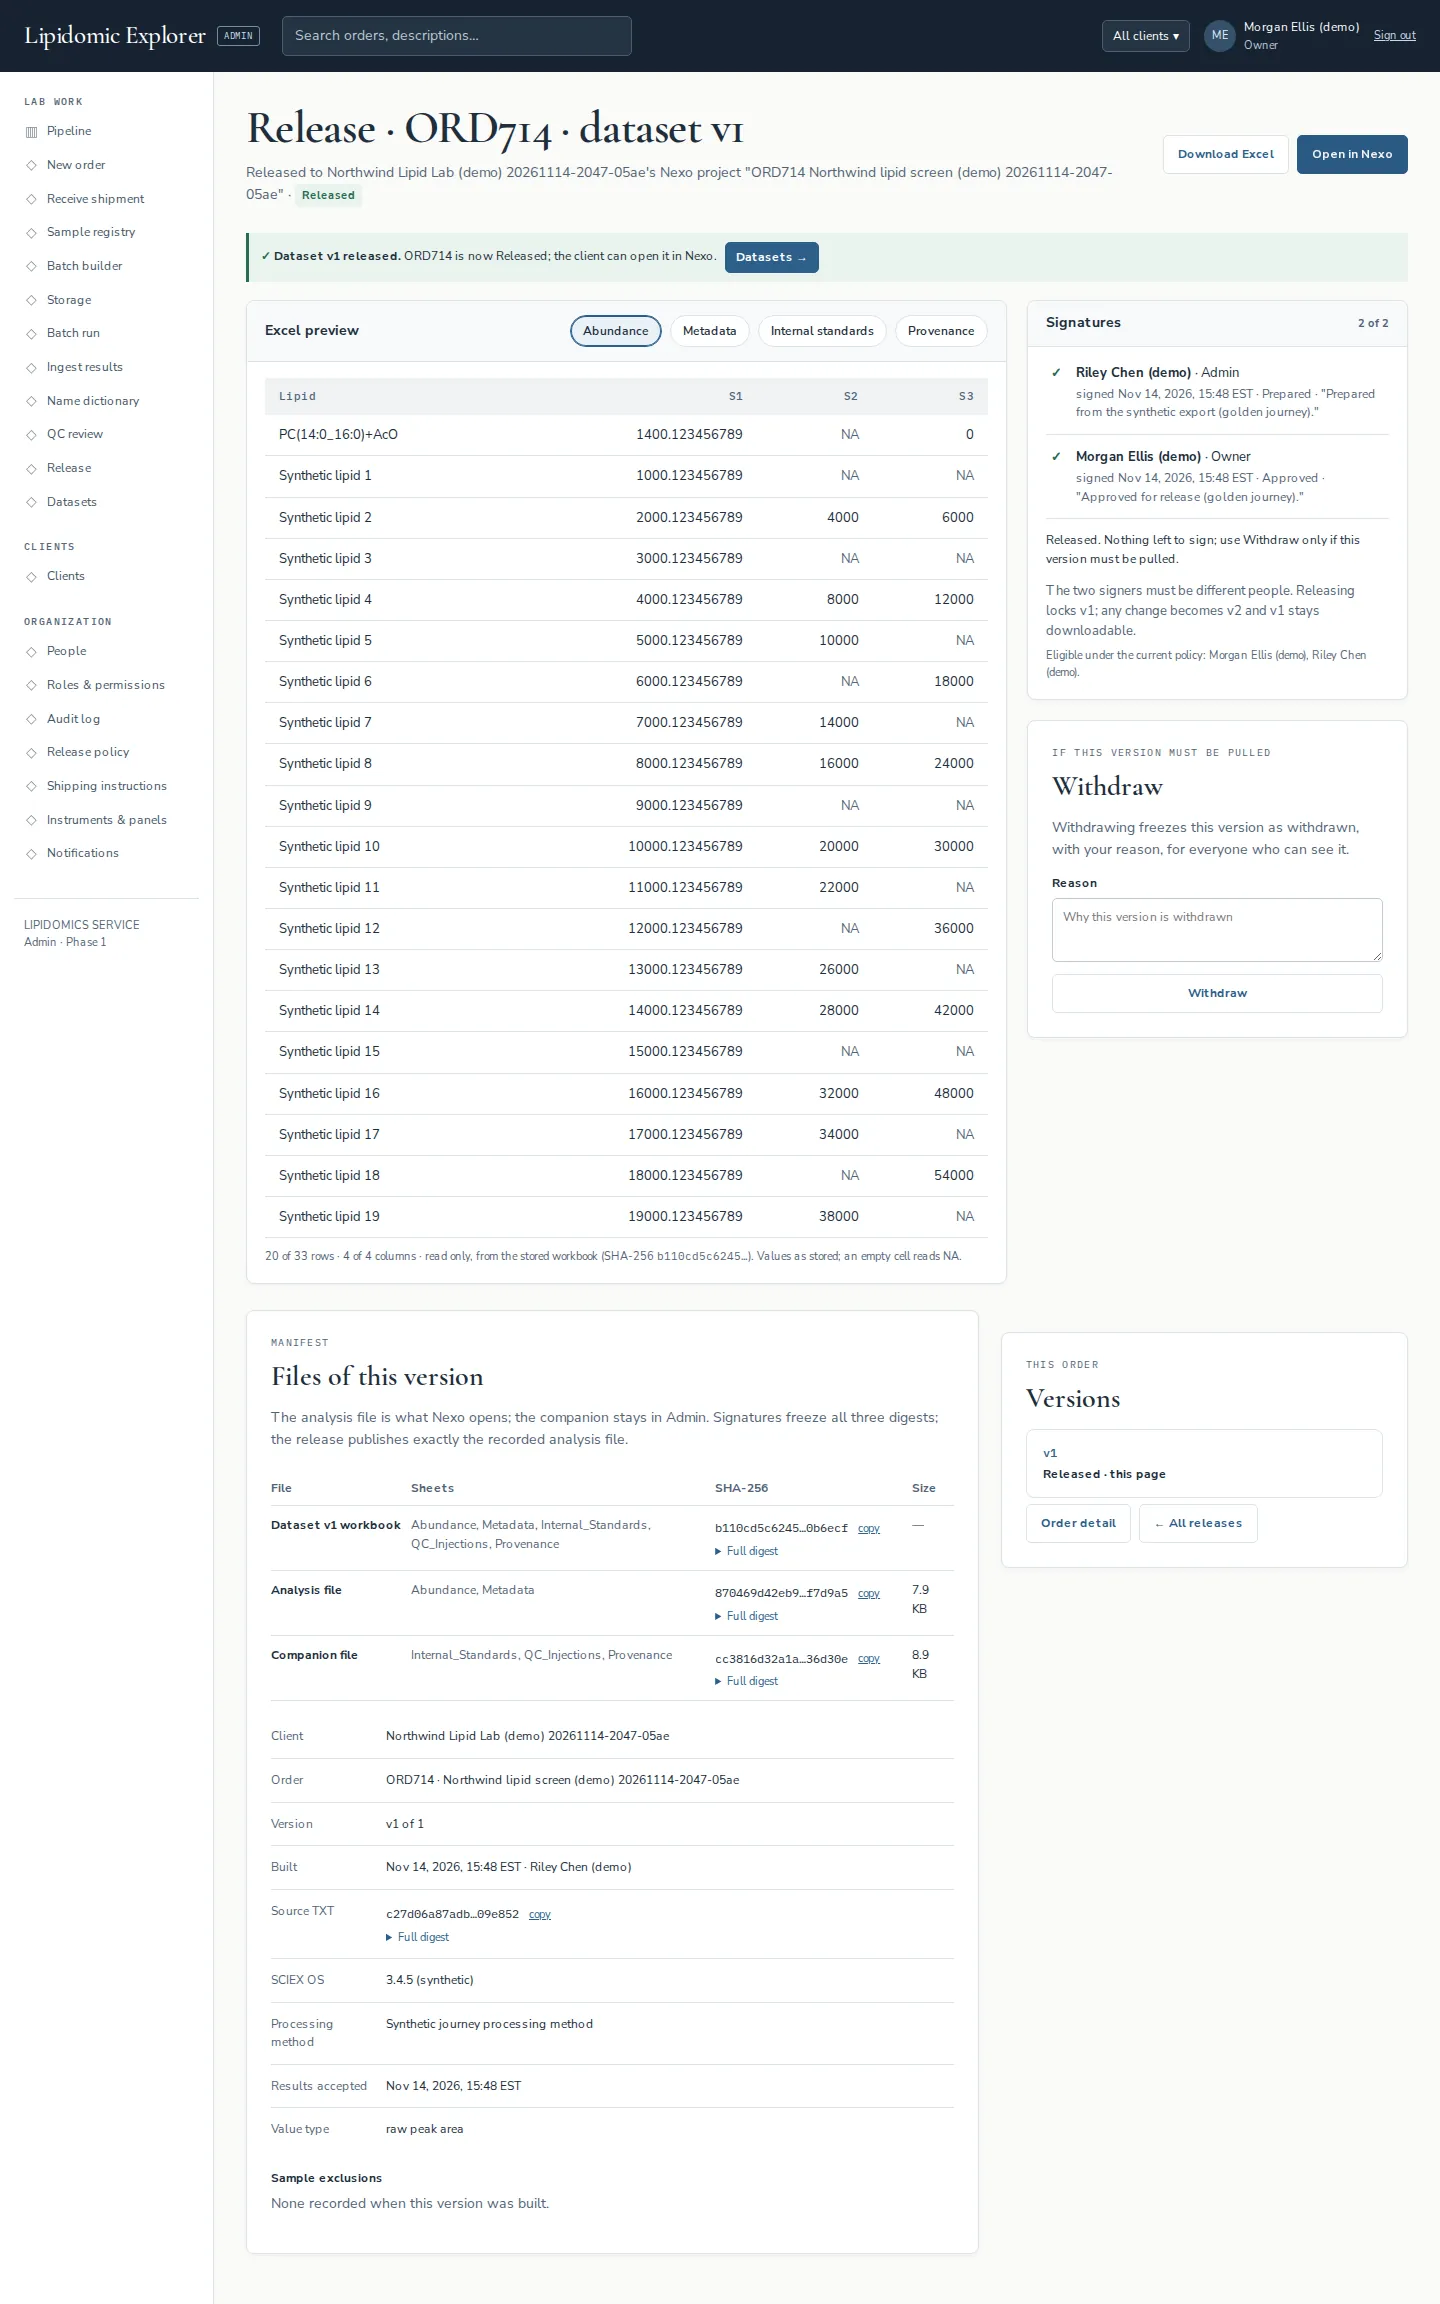 Lipidomic Explorer ADMIN
Search orders, descriptions...
All clients ▾
ME
Morgan Ellis (demo)
Owner
Sign out
LAB WORK
Pipeline
New order
Receive shipment
Sample registry
Batch builder
Storage
Batch run
Ingest results
Name dictionary
QC review
Release
Datasets
CLIENTS
Clients
ORGANIZATION
People
Roles & permissions
Audit log
Release policy
Shipping instructions
Instruments & panels
Notifications
LIPIDOMICS SERVICE
Admin · Phase 1
Release · ORD714 · dataset v1
Released to Northwind Lipid Lab (demo) 20261114-2047-05ae's Nexo project "ORD714 Northwind lipid screen (demo) 20261114-2047-
05ae" · Released
Download Excel
Open in Nexo
✓ Dataset v1 released. ORD714 is now Released; the client can open it in Nexo. Datasets →
Excel preview
Abundance
Metadata
Internal standards
Provenance
Lipid S1 S2 S3
PC(14:0_16:0)+AcO 1400.123456789 NA 0
Synthetic lipid 1 1000.123456789 NA NA
Synthetic lipid 2 2000.123456789 4000 6000
Synthetic lipid 3 3000.123456789 NA NA
Synthetic lipid 4 4000.123456789 8000 12000
Synthetic lipid 5 5000.123456789 10000 NA
Synthetic lipid 6 6000.123456789 NA 18000
Synthetic lipid 7 7000.123456789 14000 NA
Synthetic lipid 8 8000.123456789 16000 24000
Synthetic lipid 9 9000.123456789 NA NA
Synthetic lipid 10 10000.123456789 20000 30000
Synthetic lipid 11 11000.123456789 22000 NA
Synthetic lipid 12 12000.123456789 NA 36000
Synthetic lipid 13 13000.123456789 26000 NA
Synthetic lipid 14 14000.123456789 28000 42000
Synthetic lipid 15 15000.123456789 NA NA
Synthetic lipid 16 16000.123456789 32000 48000
Synthetic lipid 17 17000.123456789 34000 NA
Synthetic lipid 18 18000.123456789 NA 54000
Synthetic lipid 19 19000.123456789 38000 NA
20 of 33 rows · 4 of 4 columns · read only, from the stored workbook (SHA-256 b110cd5c6245…). Values as stored; an empty cell reads NA.
Signatures 2 of 2
✓ Riley Chen (demo) · Admin
signed Nov 14, 2026, 15:48 EST · Prepared · "Prepared
from the synthetic export (golden journey)."
✓ Morgan Ellis (demo) · Owner
signed Nov 14, 2026, 15:48 EST · Approved ·
"Approved for release (golden journey)."
Released. Nothing left to sign; use Withdraw only if this
version must be pulled.
The two signers must be different people. Releasing
locks v1; any change becomes v2 and v1 stays
downloadable.
Eligible under the current policy: Morgan Ellis (demo), Riley Chen
(demo).
IF THIS VERSION MUST BE PULLED
Withdraw
Withdrawing freezes this version as withdrawn,
with your reason, for everyone who can see it.
Reason
Why this version is withdrawn
Withdraw
MANIFEST
Files of this version
The analysis file is what Nexo opens; the companion stays in Admin. Signatures freeze all three digests;
the release publishes exactly the recorded analysis file.
File Sheets SHA-256 Size
Dataset v1 workbook Abundance, Metadata, Internal_Standards, b110cd5c6245…0b6ecf copy —
QC_Injections, Provenance ▶ Full digest
Analysis file Abundance, Metadata 870469d42eb9…f7d9a5 copy 7.9
▶ Full digest KB
Companion file Internal_Standards, QC_Injections, Provenance cc3816d32a1a…36d30e copy 8.9
▶ Full digest KB
Client Northwind Lipid Lab (demo) 20261114-2047-05ae
Order ORD714 · Northwind lipid screen (demo) 20261114-2047-05ae
Version v1 of 1
Built Nov 14, 2026, 15:48 EST · Riley Chen (demo)
Source TXT c27d06a87adb…09e852 copy
▶ Full digest
SCIEX OS 3.4.5 (synthetic)
Processing Synthetic journey processing method
method
Results accepted Nov 14, 2026, 15:48 EST
Value type raw peak area
Sample exclusions
None recorded when this version was built.
THIS ORDER
Versions
v1
Released · this page
Order detail
← All releases